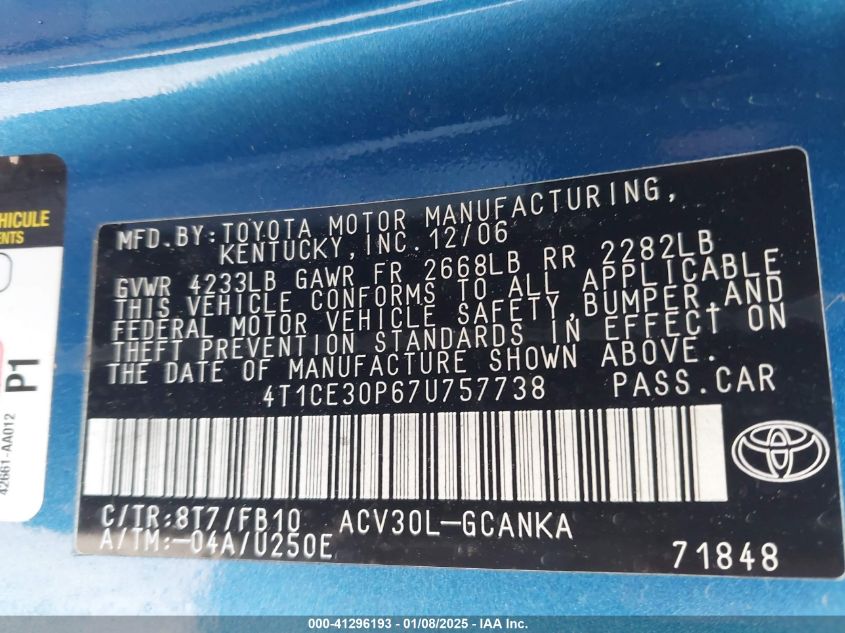 HICULE
ENTS
P1
42661-AA012
MFD.BY:TOYOTA MOTOR MANUFACTURING,
KENTUCKY,INC.12/06
GVWR 4233LB GAWR FR 2668LB RR 2282LB
THIS VEHICLE CONFORMS TO ALL APPLICABLE
FEDERAL MOTOR VEHICLE SAFETY,BUMPER,AND
THEFT PREVENTION STANDARDS IN EFFECT ON
THE DATE OF MANUFACTURE SHOWN ABOVE.
4T1CE30P67U757738 PASS.CAR
C/TR:8T7/FB10 ACV30L-GCANKA
A/TM:-04A/U250E
71848
000-41296193 - 01/08/2025 - IAA Inc.